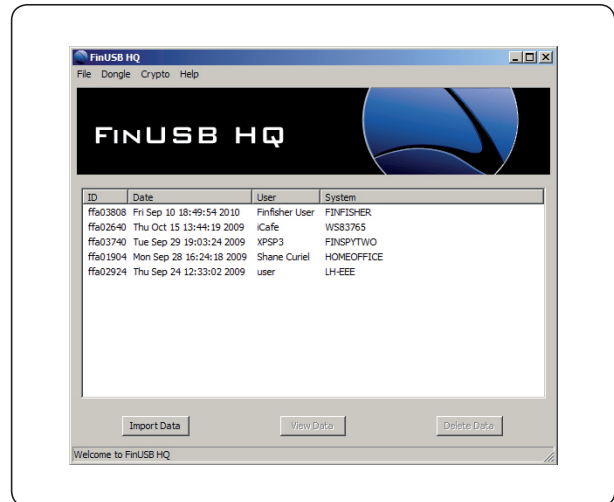 FinUSB HQ
File Dongle Crypto Help
FinUSB HQ
ID Date User System
ffa03808 Fri Sep 10 18:49:54 2010 Finfisher User FINFISHER
ffa02640 Thu Oct 15 13:44:19 2009 iCafe WS83765
ffa03740 Tue Sep 29 19:03:24 2009 XPSP3 FINSPYTWO
ffa01904 Mon Sep 28 16:24:18 2009 Shane Curiel HOMEOFFICE
ffa02924 Thu Sep 24 12:33:02 2009 user LH-EEE
Import Data View Data Delete Data
Welcome to FinUSB HQ